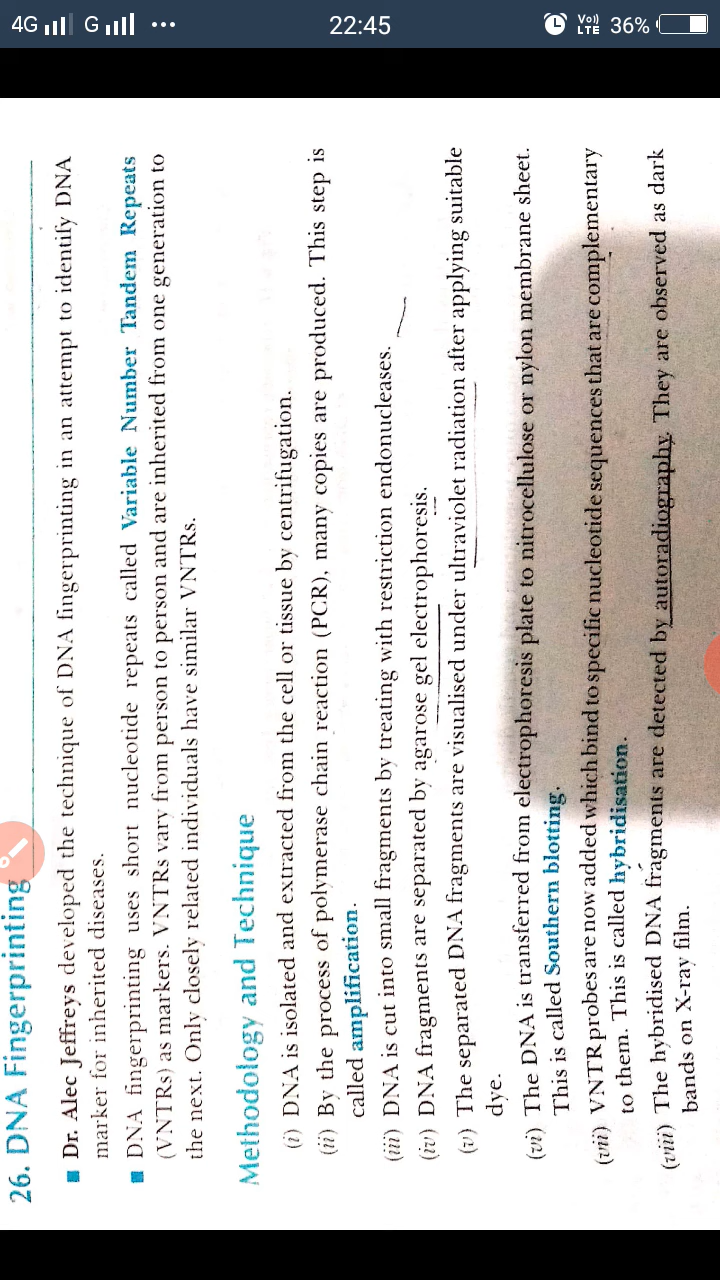 4G G ... 22:45 Vo)) LTE 36%
26. DNA Fingerprinting
■ Dr. Alec Jeffreys developed the technique of DNA fingerprinting in an attempt to identify DNA
marker for inherited diseases.
■ DNA fingerprinting uses short nucleotide repeats called Variable Number Tandem Repeats
(VNTRs) as markers. VNTRs vary from person to person and are inherited from one generation to
the next. Only closely related individuals have similar VNTRs.
Methodology and Technique
(i) DNA is isolated and extracted from the cell or tissue by centrifugation.
(ii) By the process of polymerase chain reaction (PCR), many copies are produced. This step is
called amplification.
(iii) DNA is cut into small fragments by treating with restriction endonucleases.
(iv) DNA fragments are separated by agarose gel electrophoresis.
(v) The separated DNA fragments are visualised under ultraviolet radiation after applying suitable
dye.
(vi) The DNA is transferred from electrophoresis plate to nitrocellulose or nylon membrane sheet.
This is called Southern blotting.
(vii) VNTR probes are now added which bind to specific nucleotide sequences that are complementary
to them. This is called hybridisation.
(viii) The hybridised DNA fragments are detected by autoradiography. They are observed as dark
bands on X-ray film.